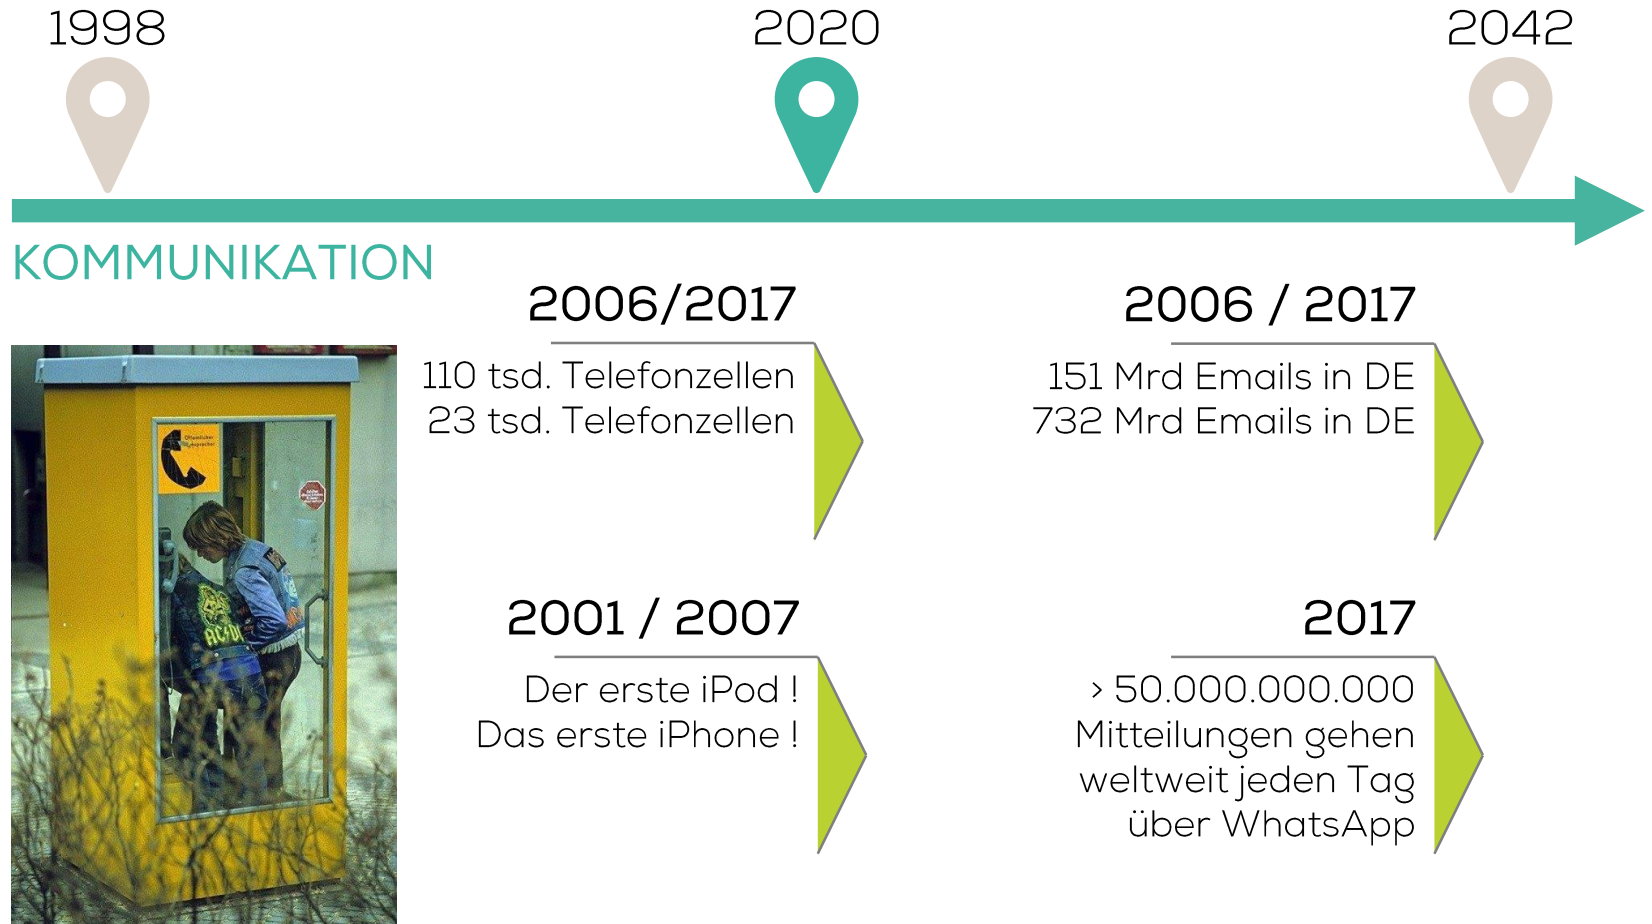 1998
2020
2042
KOMMUNIKATION
2006/2017
110 tsd. Telefonzellen
23 tsd. Telefonzellen
2006 / 2017
151 Mrd Emails in DE
732 Mrd Emails in DE
2001 / 2007
Der erste iPod !
Das erste iPhone !
2017
> 50.000.000.000
Mitteilungen gehen
weltweit jeden Tag
über WhatsApp
Öffentlicher
AC/DC